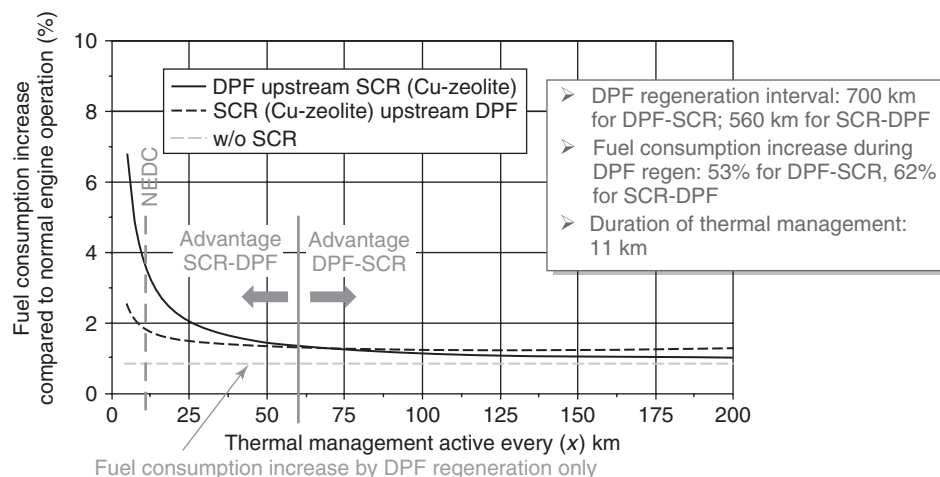 Fuel consumption increase
compared to normal engine operation (%)
10
8
6
4
2
0
DPF upstream SCR (Cu-zeolite)
SCR (Cu-zeolite) upstream DPF
w/o SCR
NEDC
Advantage
SCR-DPF
Advantage
DPF-SCR
➢ DPF regeneration interval: 700 km
for DPF-SCR; 560 km for SCR-DPF
➢ Fuel consumption increase during
DPF regen: 53% for DPF-SCR, 62%
for SCR-DPF
➢ Duration of thermal management:
11 km
0 25 50 75 100 125 150 175 200
Thermal management active every (x) km
Fuel consumption increase by DPF regeneration only